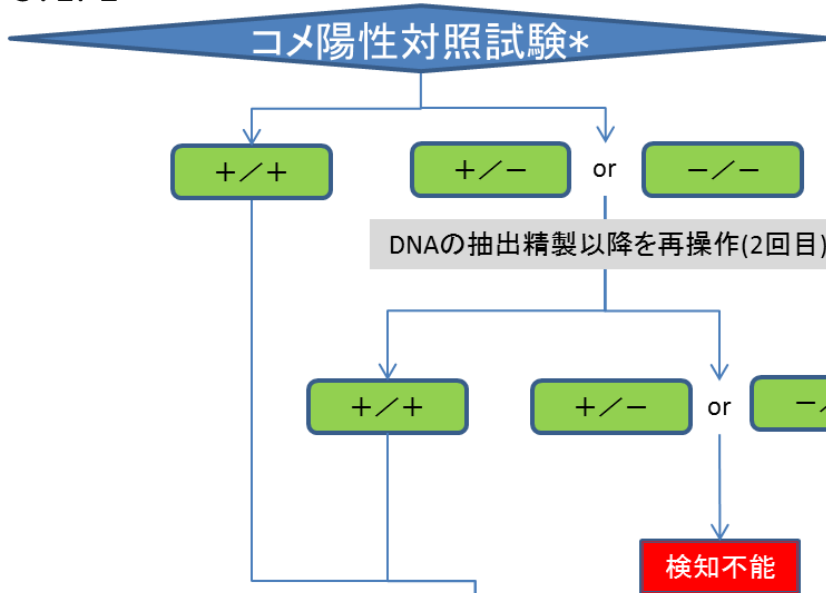 コメ陽性対照試験*
+/+
+/- or -/-
DNAの抽出精製以降を再操作(2回目)
+/+
+/- or
検知不能